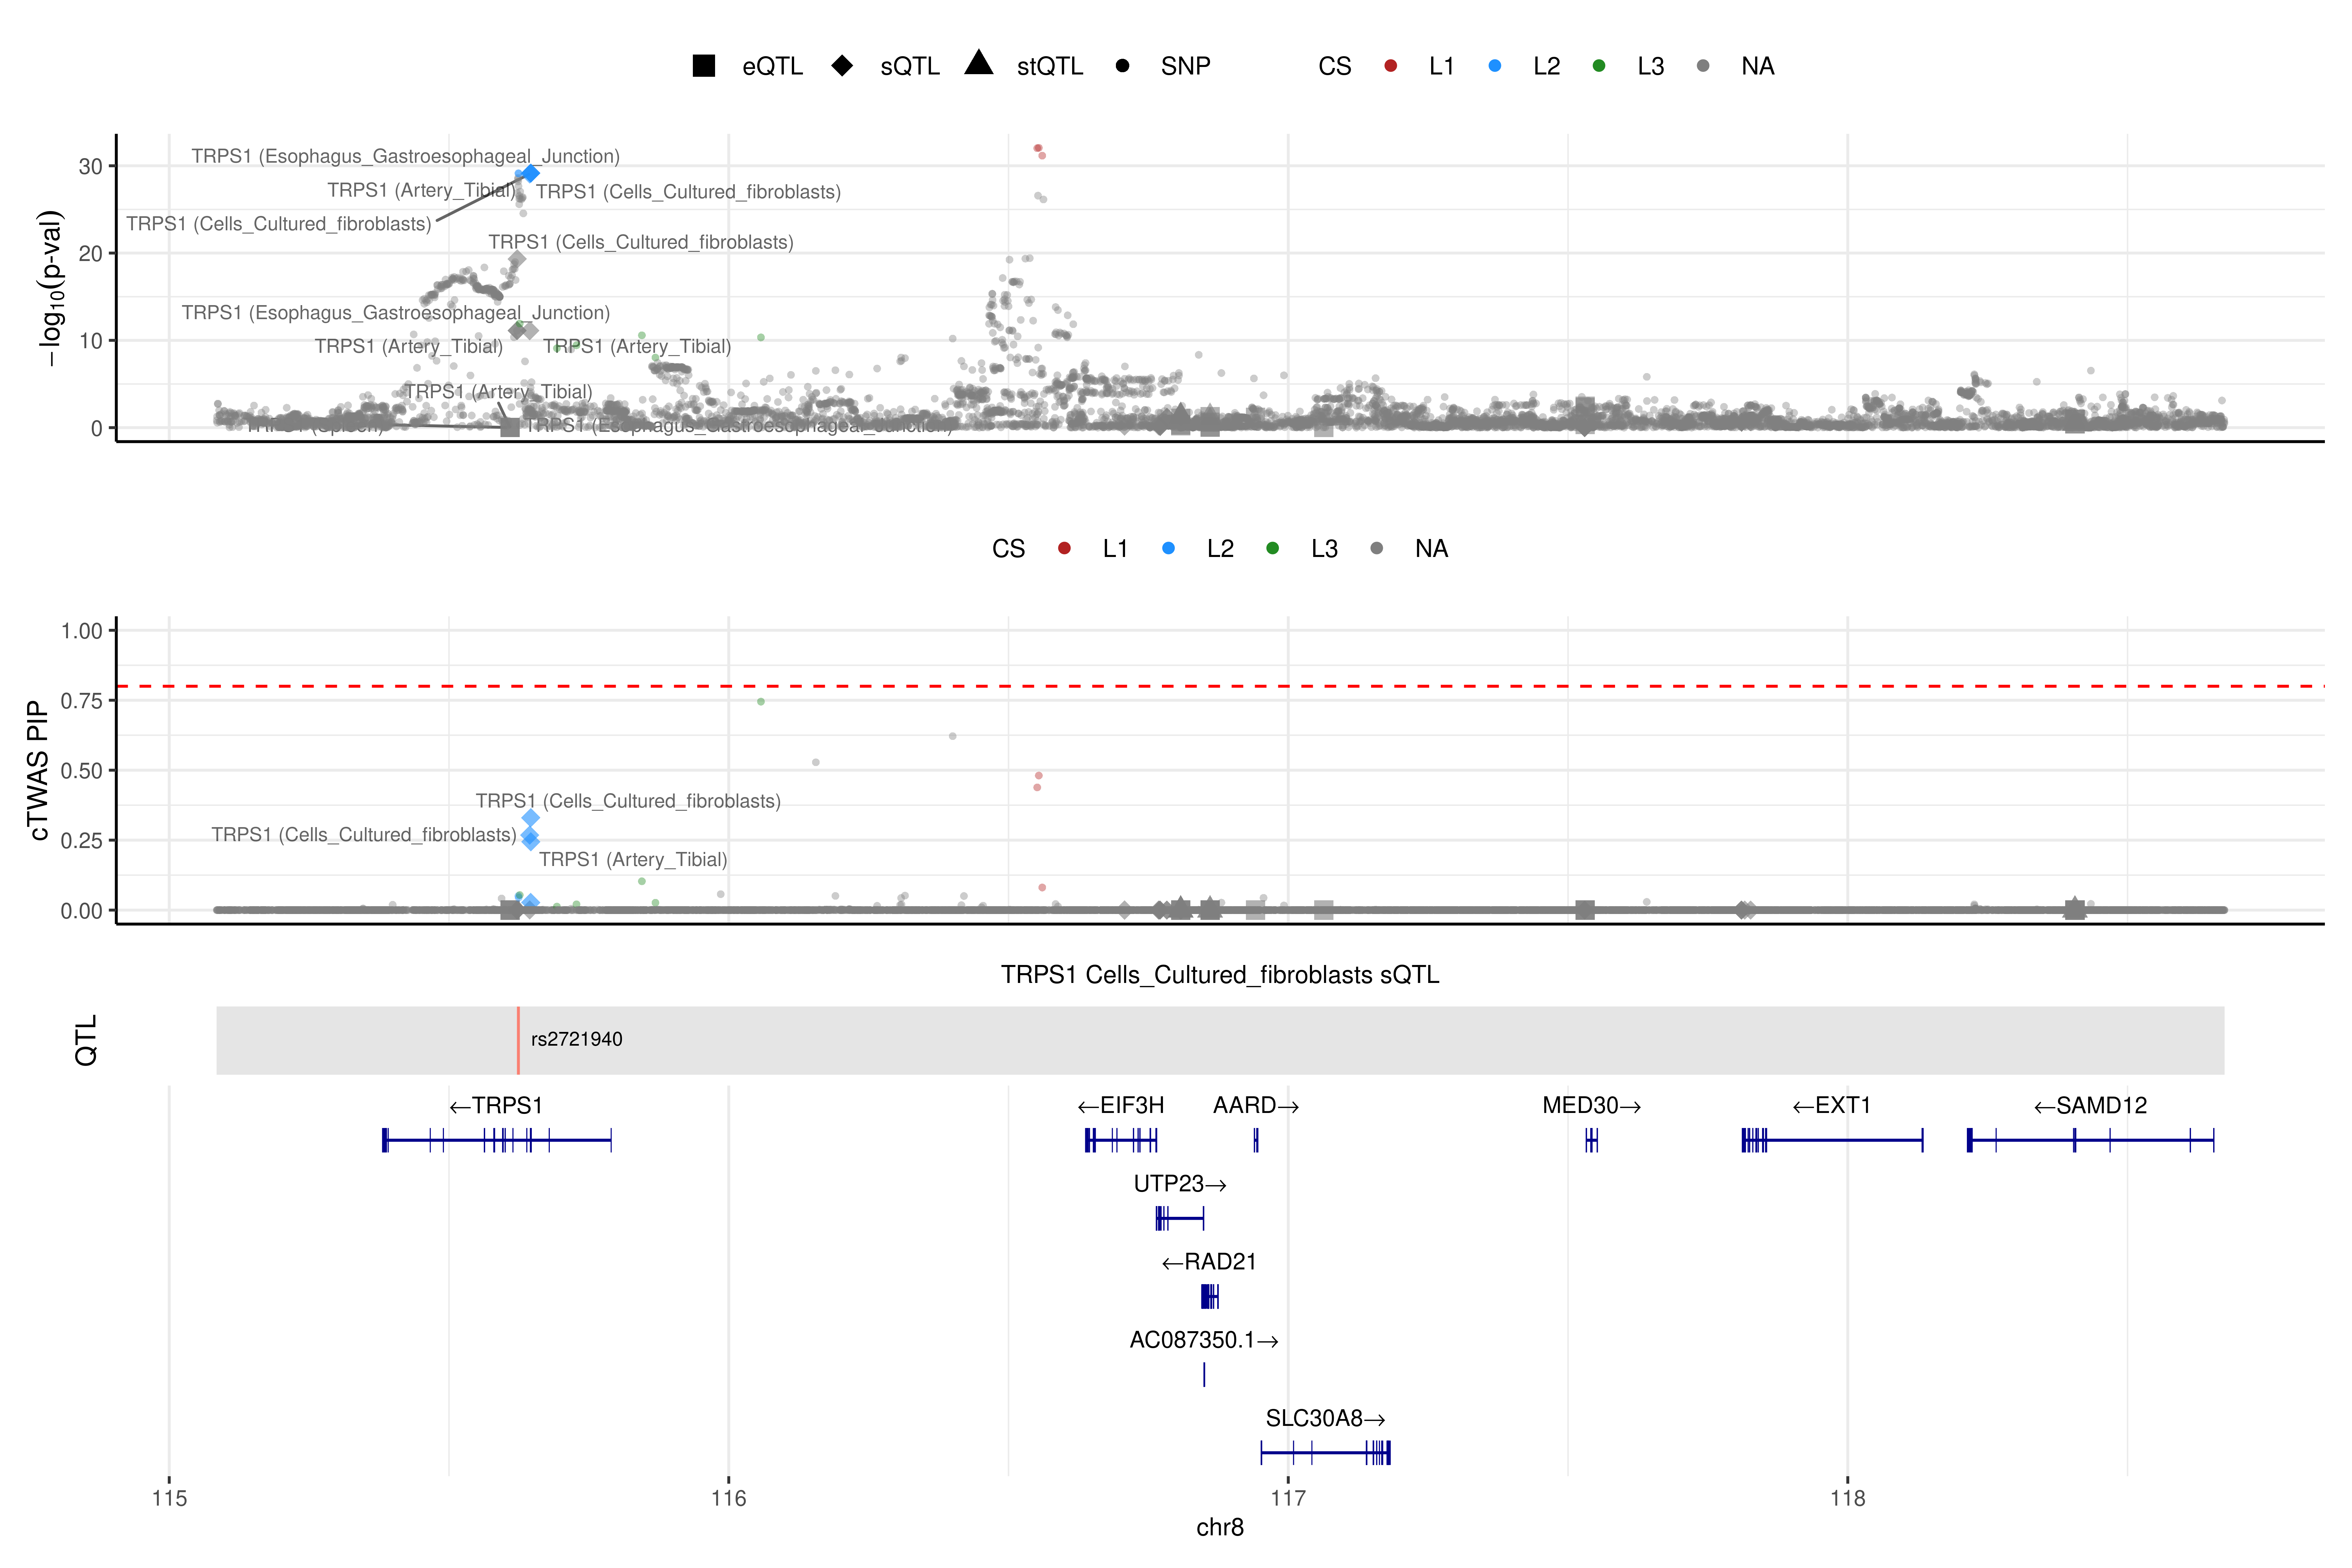 eQTL sQTL stQTL SNP CS L1 L2 L3 NA
−log10(p-val)
30
20
10
0
TRPS1 (Esophagus_Gastroesophageal_Junction)
TRPS1 (Artery_Tibial)
TRPS1 (Cells_Cultured_fibroblasts)
TRPS1 (Cells_Cultured_fibroblasts)
TRPS1 (Cells_Cultured_fibroblasts)
TRPS1 (Esophagus_Gastroesophageal_Junction)
TRPS1 (Artery_Tibial)
TRPS1 (Artery_Tibial)
TRPS1 (Artery_Tibial)
TRPS1 (Spleen)
TRPS1 (Esophagus_Gastroesophageal_Junction)
CS L1 L2 L3 NA
cTWAS PIP
1.00
0.75
0.50
0.25
0.00
TRPS1 (Cells_Cultured_fibroblasts)
TRPS1 (Cells_Cultured_fibroblasts)
TRPS1 (Artery_Tibial)
TRPS1 Cells_Cultured_fibroblasts sQTL
QTL
rs2721940
←TRPS1
←EIF3H
AARD→
MED30→
←EXT1
←SAMD12
UTP23→
←RAD21
AC087350.1→
SLC30A8→
115
116
117
118
chr8